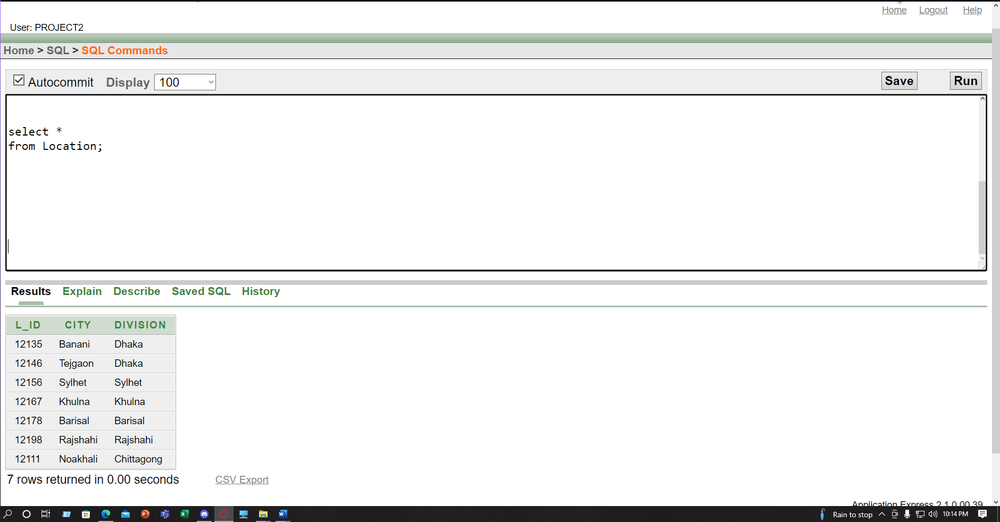 Home Logout Help
User: PROJECT2
Home > SQL > SQL Commands
Autocommit Display 100 Save Run
select *
from Location;
Results Explain Describe Saved SQL History
L_ID CITY DIVISION
12135 Banani Dhaka
12146 Tejgaon Dhaka
12156 Sylhet Sylhet
12167 Khulna Khulna
12178 Barisal Barisal
12198 Rajshahi Rajshahi
12111 Noakhali Chittagong
7 rows returned in 0.00 seconds CSV Export
Application Express 2.1.0.00.39
Rain to stop 10:14 PM